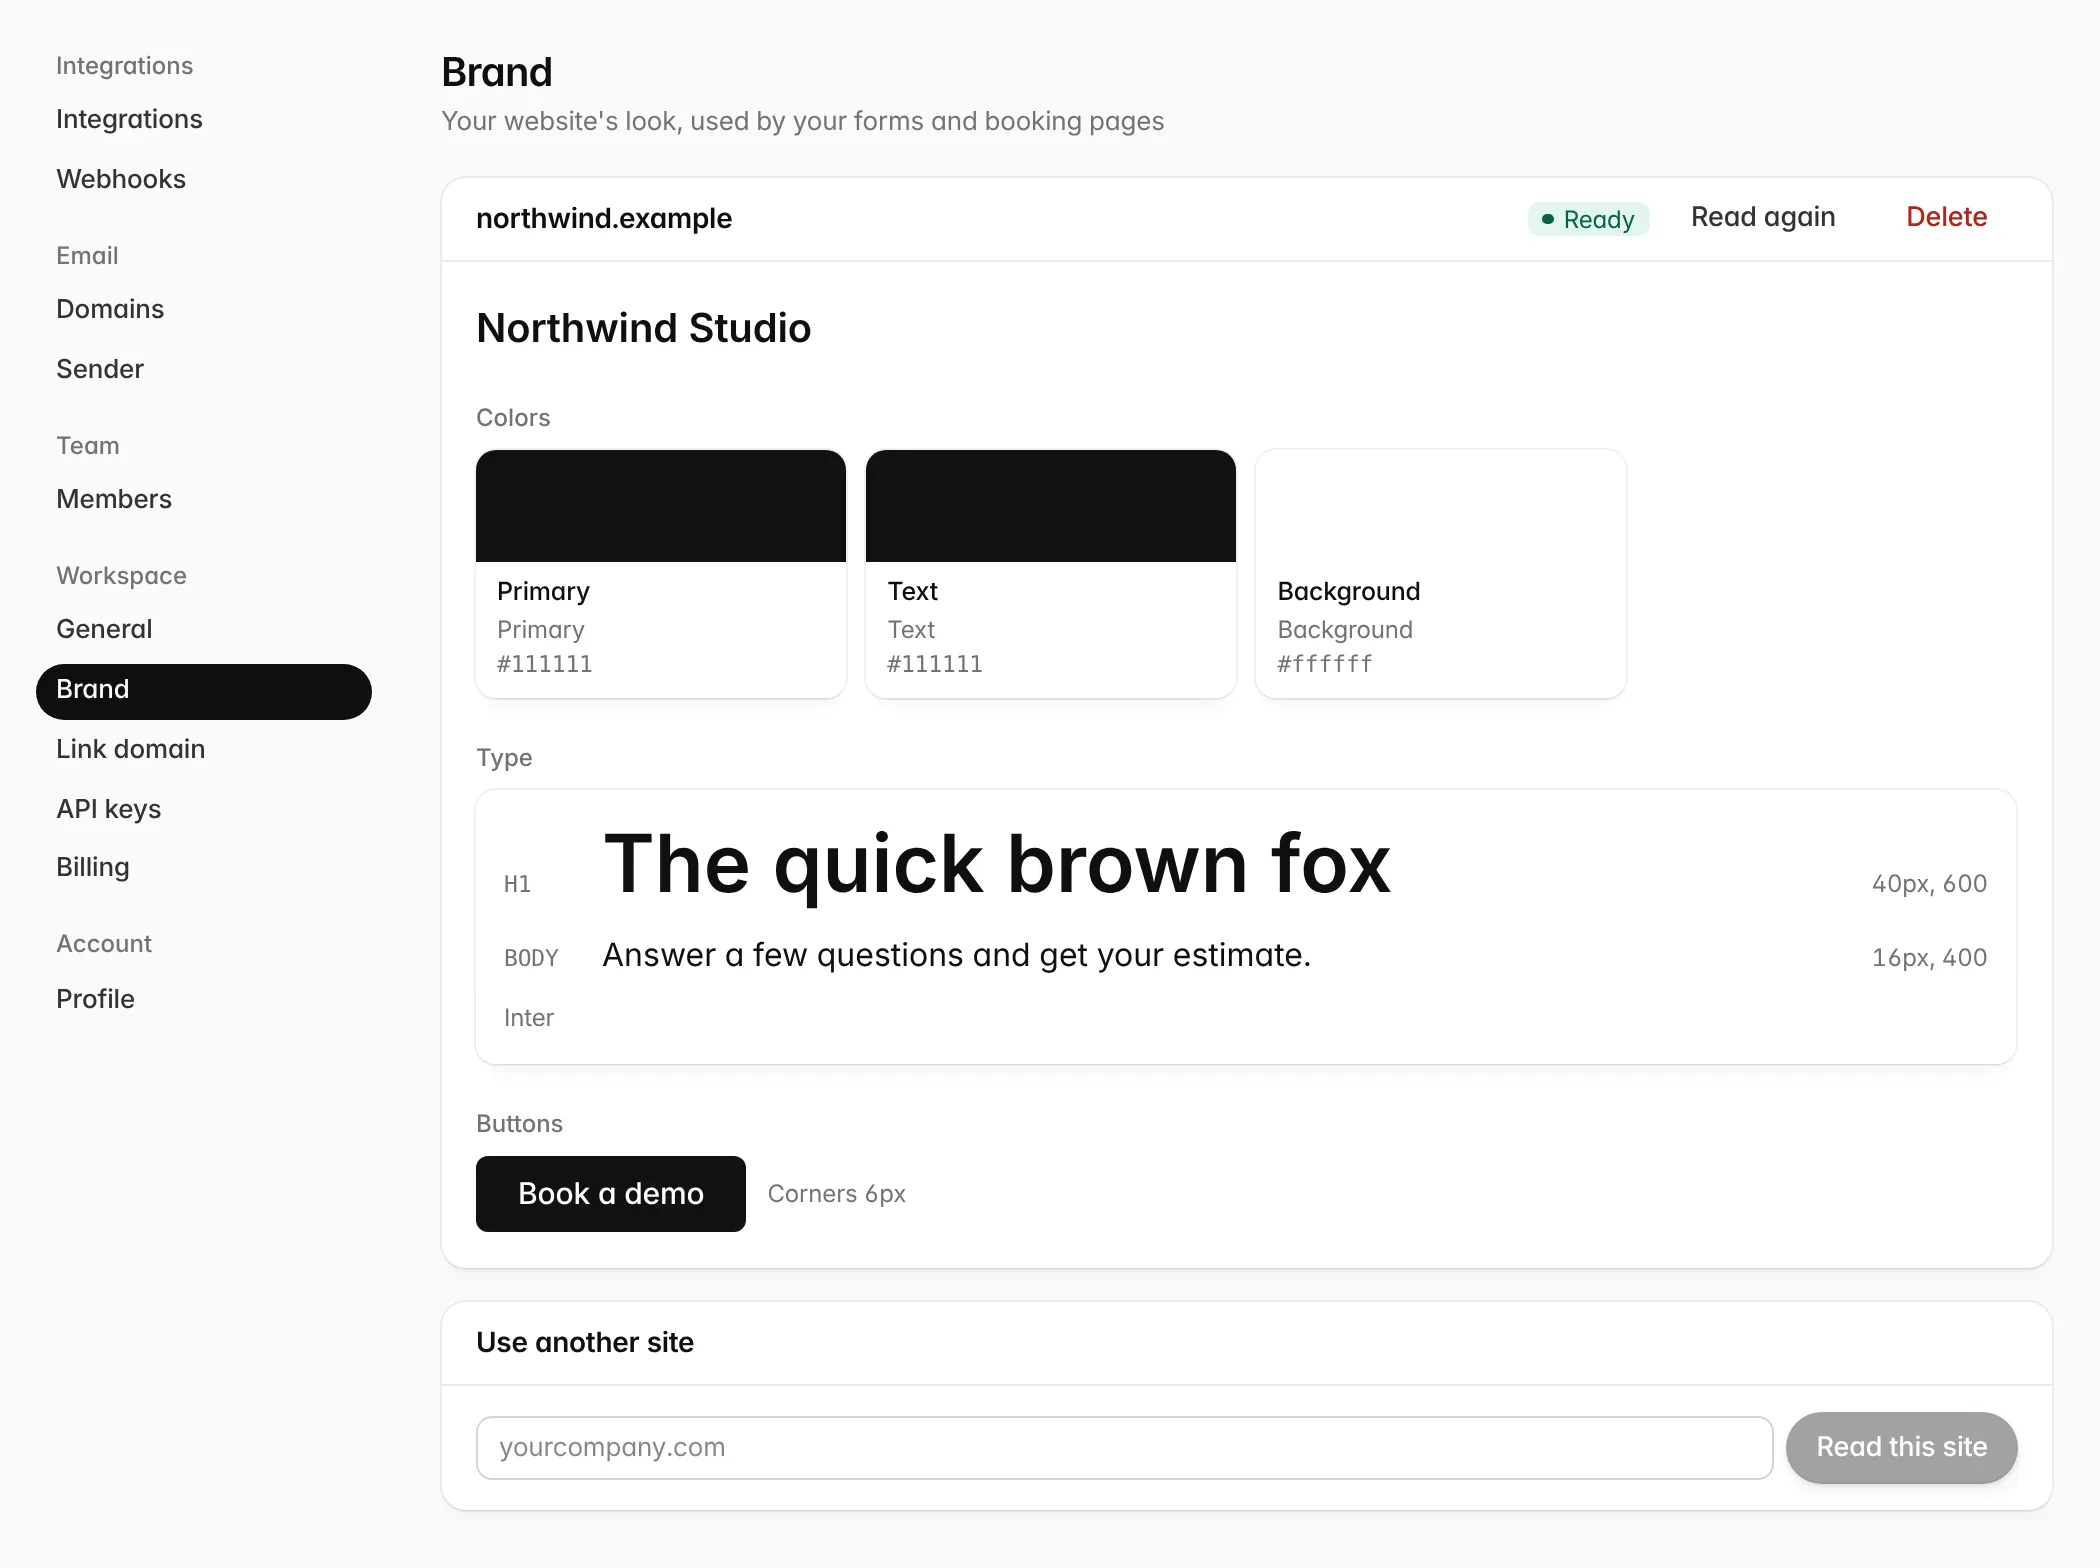 Integrations
Integrations
Webhooks
Email
Domains
Sender
Team
Members
Workspace
General
Brand
Link domain
API keys
Billing
Account
Profile
Brand
Your website's look, used by your forms and booking pages
northwind.example
Ready
Read again
Delete
Northwind Studio
Colors
Primary
Primary
#111111
Text
Text
#111111
Background
Background
#ffffff
Type
H1 The quick brown fox 40px, 600
BODY Answer a few questions and get your estimate. 16px, 400
Inter
Buttons
Book a demo
Corners 6px
Use another site
yourcompany.com
Read this site